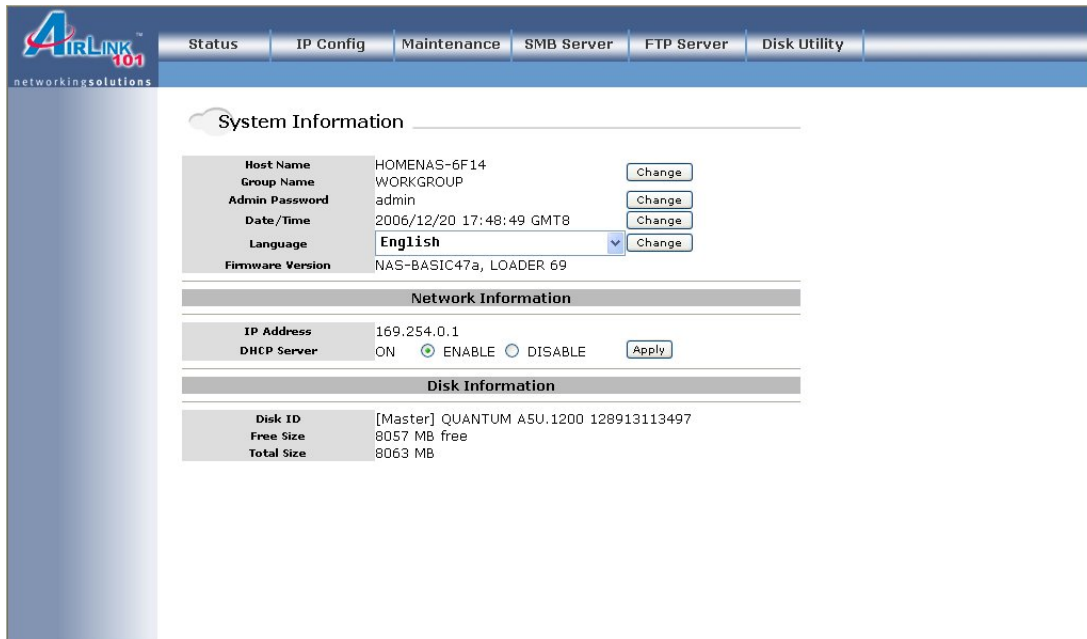 AIRLINK™
101
networkingsolutions
Status IP Config Maintenance SMB Server FTP Server Disk Utility
System Information
Host Name HOMENAS-6F14 Change
Group Name WORKGROUP
Admin Password admin Change
Date/Time 2006/12/20 17:48:49 GMT8 Change
Language English Change
Firmware Version NAS-BASIC47a, LOADER 69
Network Information
IP Address 169.254.0.1
DHCP Server ON ENABLE DISABLE Apply
Disk Information
Disk ID [Master] QUANTUM A5U.1200 128913113497
Free Size 8057 MB free
Total Size 8063 MB